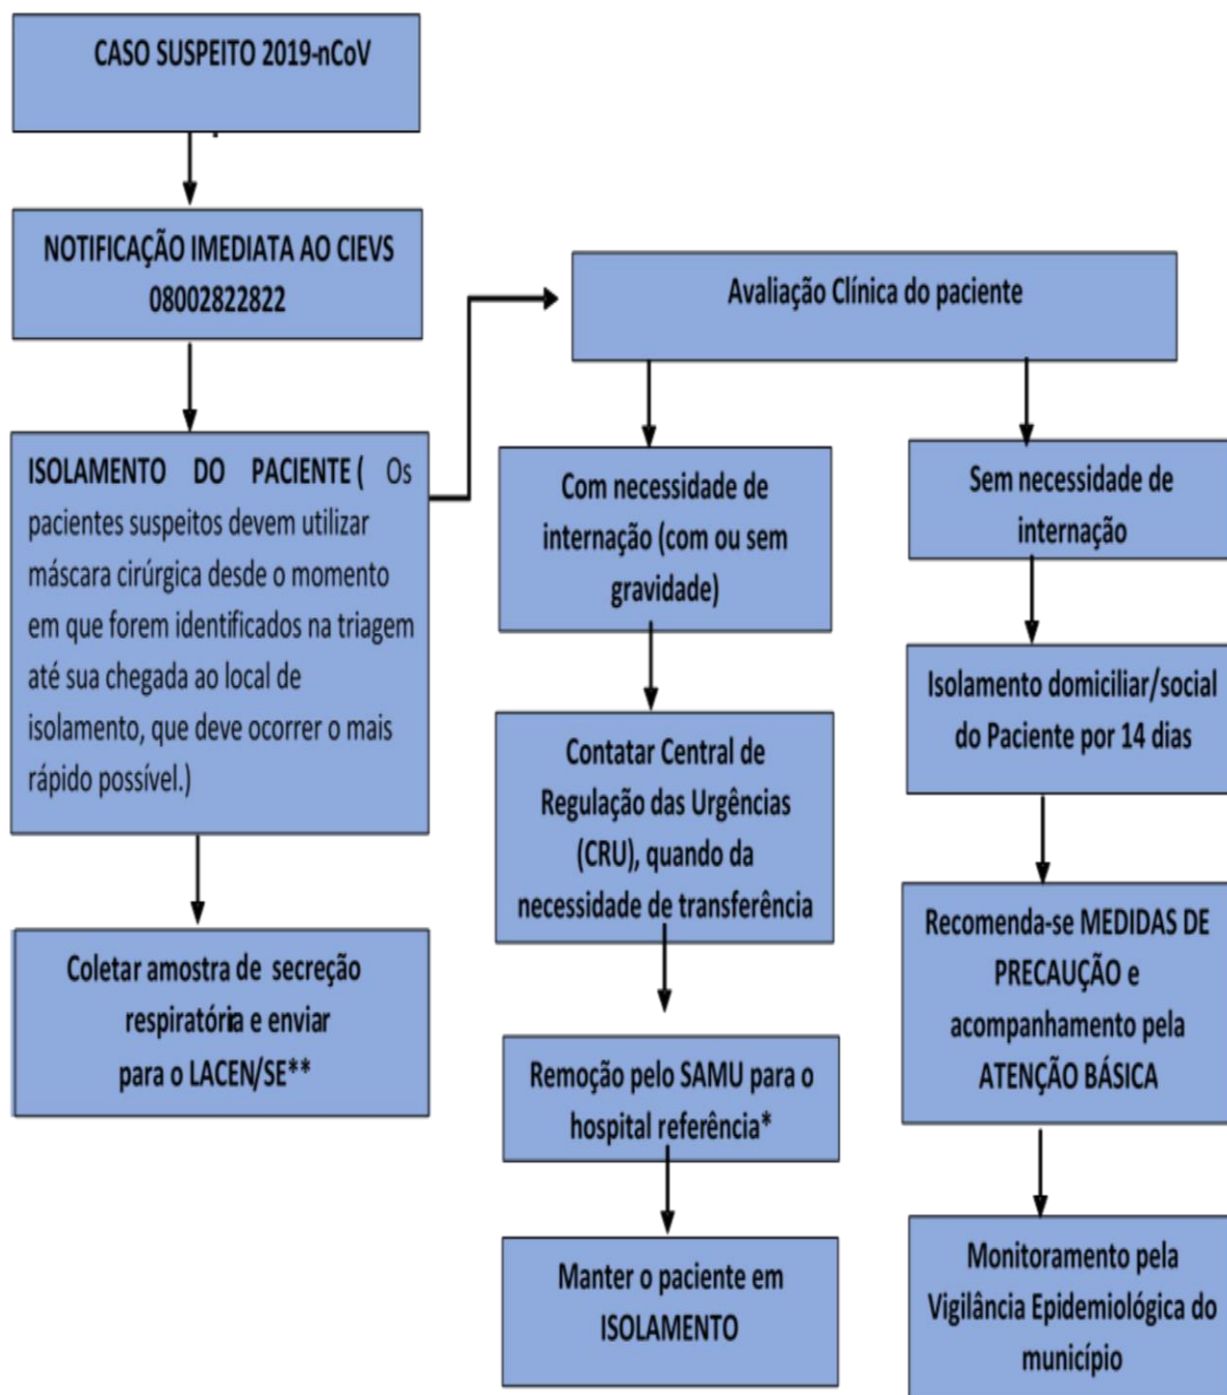 CASO SUSPEITO 2019-nCoV
NOTIFICAÇÃO IMEDIATA AO CIEVS
08002822822
ISOLAMENTO DO PACIENTE ( Os
pacientes suspeitos devem utilizar
máscara cirúrgica desde o momento
em que forem identificados na triagem
até sua chegada ao local de
isolamento, que deve ocorrer o mais
rápido possível.)
Coletar amostra de secreção
respiratória e enviar
para o LACEN/SE**
Avaliação Clínica do paciente
Com necessidade de
internação (com ou sem
gravidade)
Contatar Central de
Regulação das Urgências
(CRU), quando da
necessidade de transferência
Remoção pelo SAMU para o
hospital referência*
Manter o paciente em
ISOLAMENTO
Sem necessidade de
internação
Isolamento domiciliar/social
do Paciente por 14 dias
Recomenda-se MEDIDAS DE
PRECAUÇÃO e
acompanhamento pela
ATENÇÃO BÁSICA
Monitoramento pela
Vigilância Epidemiológica do
município